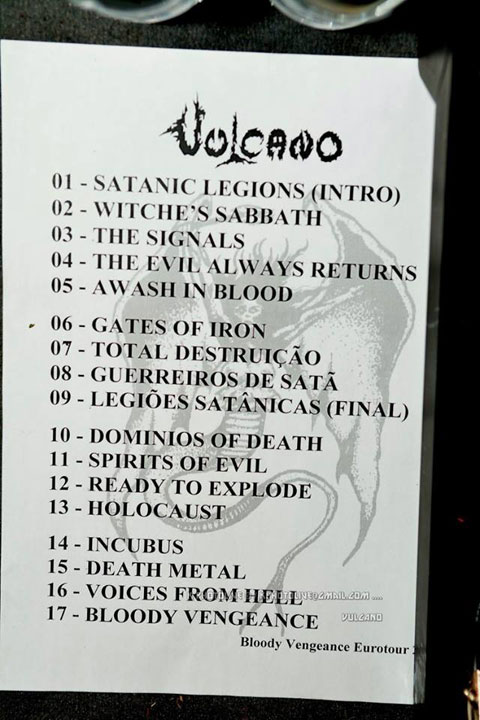 VULCANO
01 - SATANIC LEGIONS (INTRO)
02 - WITCHE'S SABBATH
03 - THE SIGNALS
04 - THE EVIL ALWAYS RETURNS
05 - AWASH IN BLOOD
06 - GATES OF IRON
07 - TOTAL DESTRUIÇÃO
08 - GUERREIROS DE SATÃ
09 - LEGIÕES SATÂNICAS (FINAL)
10 - DOMINIOS OF DEATH
11 - SPIRITS OF EVIL
12 - READY TO EXPLODE
13 - HOLOCAUST
14 - INCUBUS
15 - DEATH METAL
16 - VOICES FROM HELL
17 - BLOODY VENGEANCE
VULCANO
Bloody Vengeance Eurotour